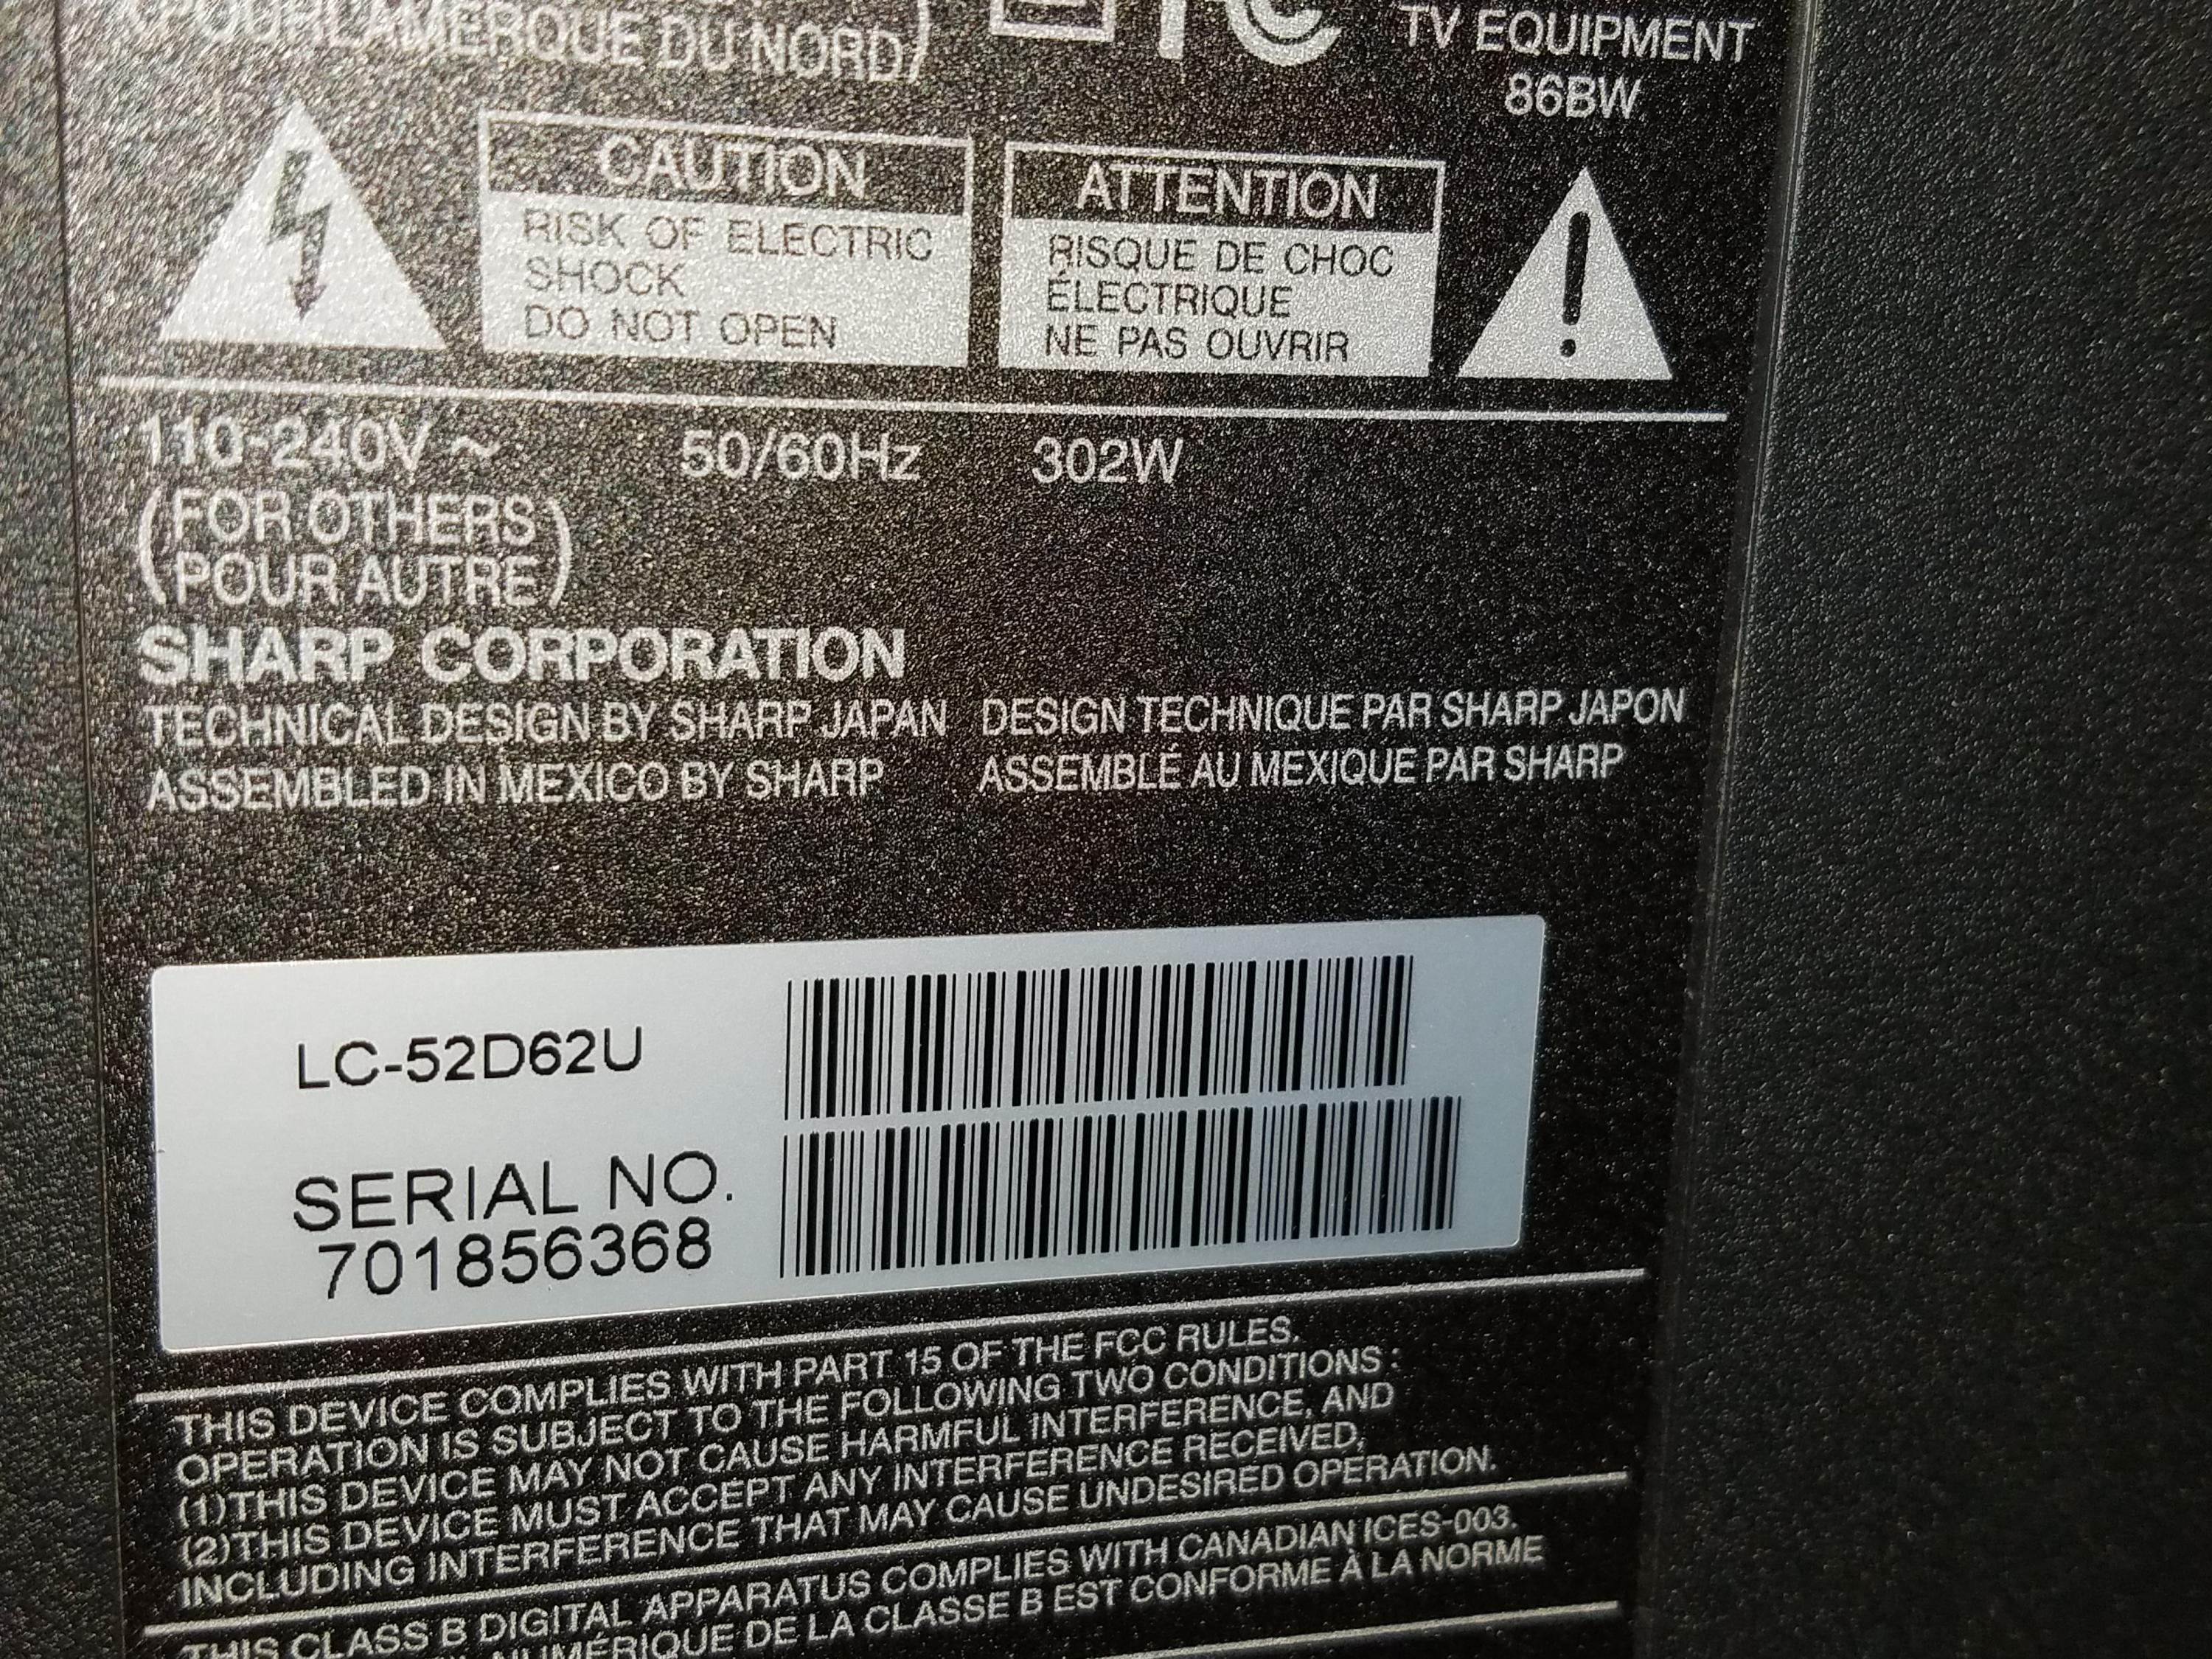 (POUR L'AMÉRIQUE DU NORD)
TV EQUIPMENT
86BW
CAUTION
RISK OF ELECTRIC
SHOCK
DO NOT OPEN
ATTENTION
RISQUE DE CHOC
ÉLECTRIQUE
NE PAS OUVRIR
110-240V ~ 50/60Hz 302W
(FOR OTHERS
POUR AUTRE)
SHARP CORPORATION
TECHNICAL DESIGN BY SHARP JAPAN DESIGN TECHNIQUE PAR SHARP JAPON
ASSEMBLED IN MEXICO BY SHARP ASSEMBLÉ AU MEXIQUE PAR SHARP
LC-52D62U
SERIAL NO.
701856368
THIS DEVICE COMPLIES WITH PART 15 OF THE FCC RULES.
OPERATION IS SUBJECT TO THE FOLLOWING TWO CONDITIONS :
(1)THIS DEVICE MAY NOT CAUSE HARMFUL INTERFERENCE, AND
(2)THIS DEVICE MUST ACCEPT ANY INTERFERENCE RECEIVED,
INCLUDING INTERFERENCE THAT MAY CAUSE UNDESIRED OPERATION.
THIS CLASS B DIGITAL APPARATUS COMPLIES WITH CANADIAN ICES-003.
NUMÉRIQUE DE LA CLASSE B EST CONFORME À LA NORME